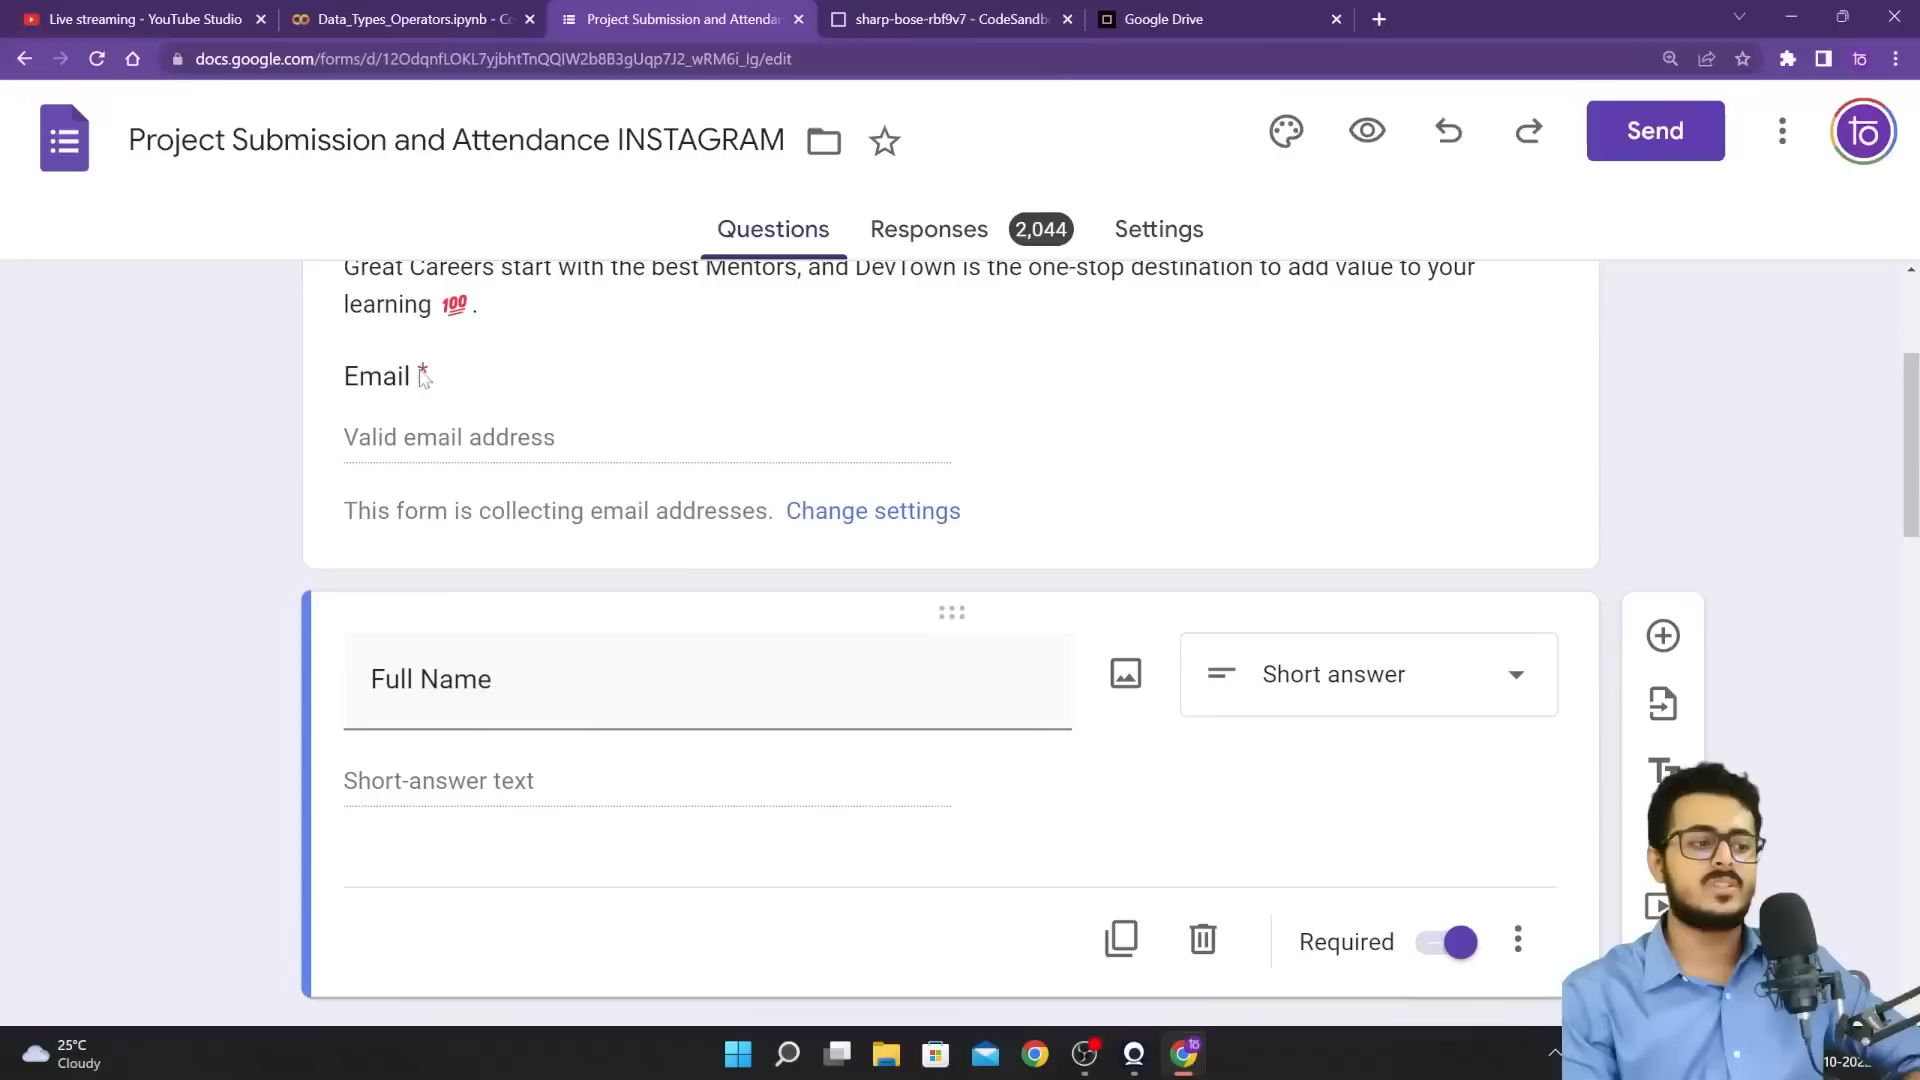 Live streaming - YouTube Studio
Data_Types_Operators.ipynb - Co
Project Submission and Attendan
sharp-bose-rbf9v7 - CodeSandb
Google Drive
docs.google.com/forms/d/12OdqnfLOKL7yjbhtTnQQIW2b8B3gUqp7J2_wRM6i_Ig/edit
Project Submission and Attendance INSTAGRAM
Send
Questions
Responses
2,044
Settings
Great Careers start with the best Mentors, and DevTown is the one-stop destination to add value to your
learning 💯 .
Email *
Valid email address
This form is collecting email addresses. Change settings
Full Name
Short answer
Short-answer text
Required
25°C
Cloudy